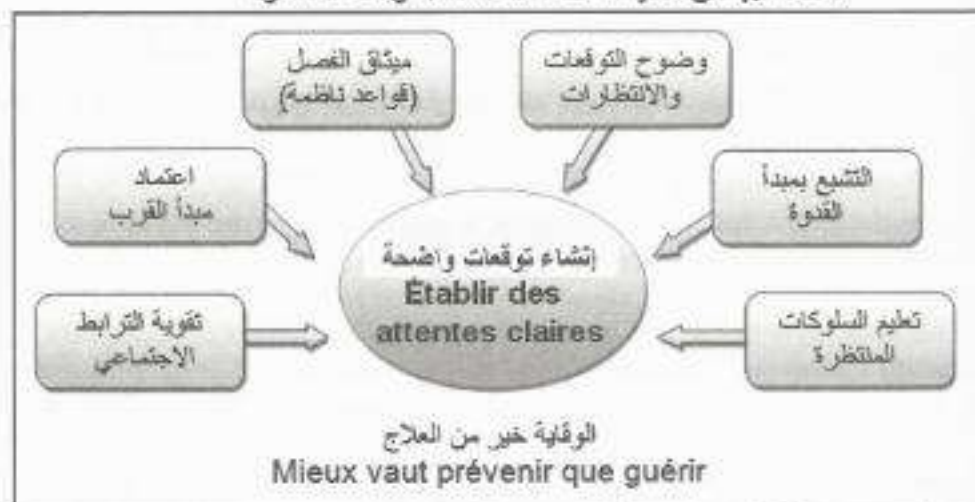 ميثاق الفصل
(قواعد ناظمة)
وضوح التوقعات
والانتظارات
اعتماد
مبدأ القرب
التشبع بمبدأ
القدوة
إنشاء توقعات واضحة
Établir des
attentes claires
تقوية الترابط
الاجتماعي
تعليم السلوكات
المنتظرة
الوقاية خير من العلاج
Mieux vaut prévenir que guérir